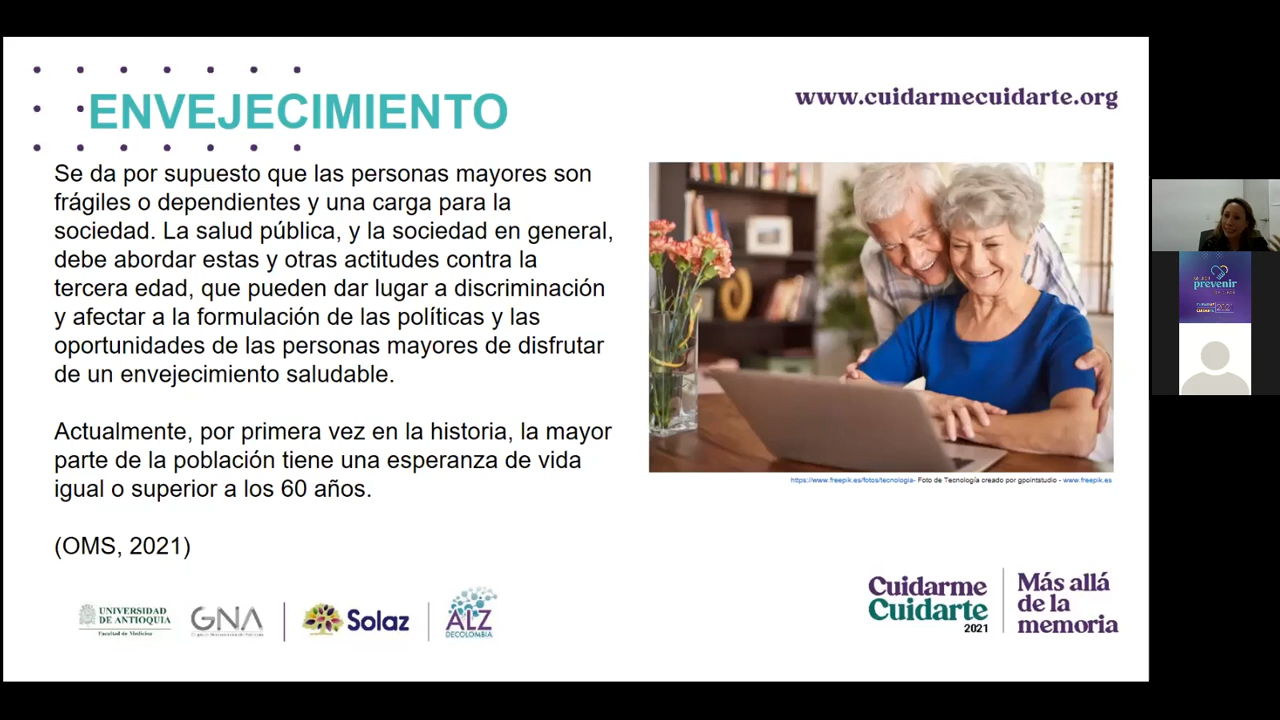 ENVEJECIMIENTO
www.cuidarmecuidarte.org
Se da por supuesto que las personas mayores son
frágiles o dependientes y una carga para la
sociedad. La salud pública, y la sociedad en general,
debe abordar estas y otras actitudes contra la
tercera edad, que pueden dar lugar a discriminación
y afectar a la formulación de las políticas y las
oportunidades de las personas mayores de disfrutar
de un envejecimiento saludable.
Actualmente, por primera vez en la historia, la mayor
parte de la población tiene una esperanza de vida
igual o superior a los 60 años.
(OMS, 2021)
https://www.freepik.es/fotos/tecnologia- Foto de Tecnología creado por gpointstudio - www.freepik.es
UNIVERSIDAD
DE ANTIOQUIA
Facultad de Medicina
GNA
Solaz
ALZ
DECOLOMBIA
Cuidarme
Cuidarte
2021
Más allá
de la
memoria
prevenir